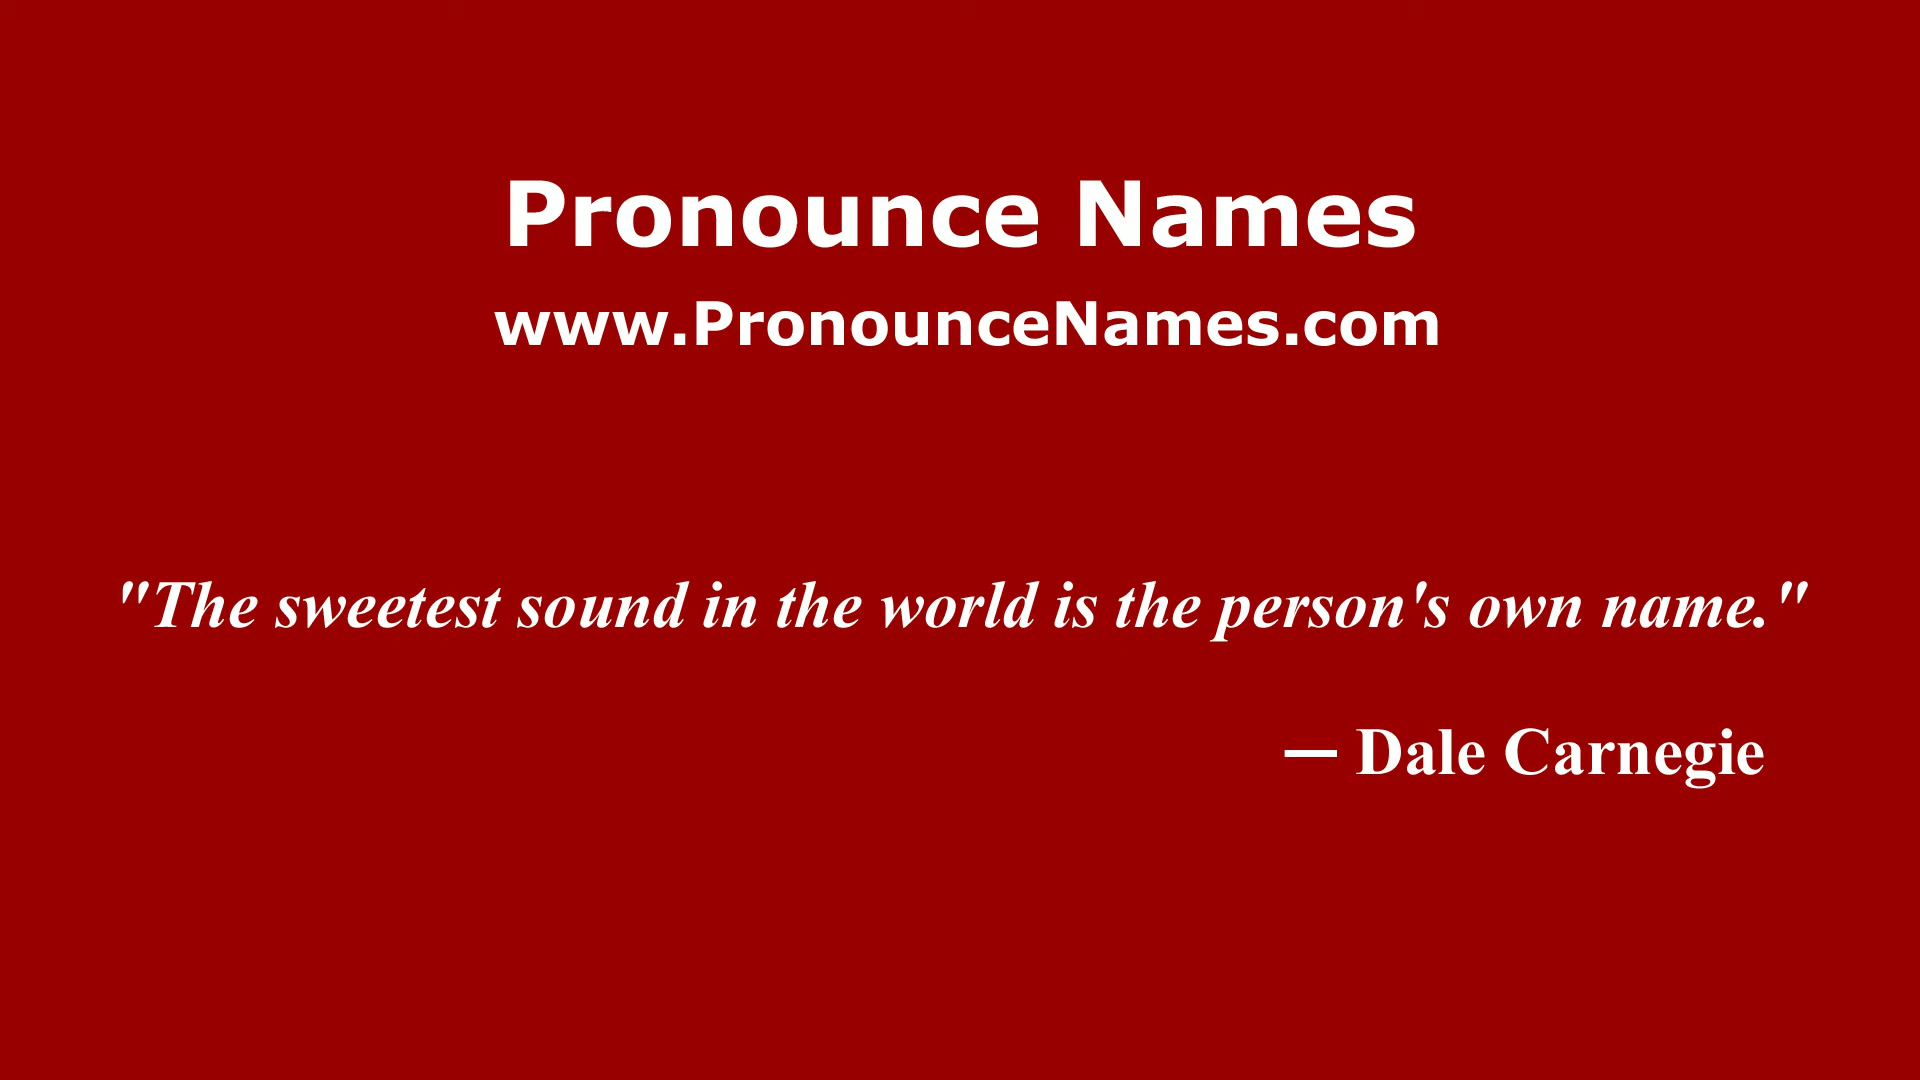 Pronounce Names
www.PronounceNames.com
"The sweetest sound in the world is the person's own name."
— Dale Carnegie